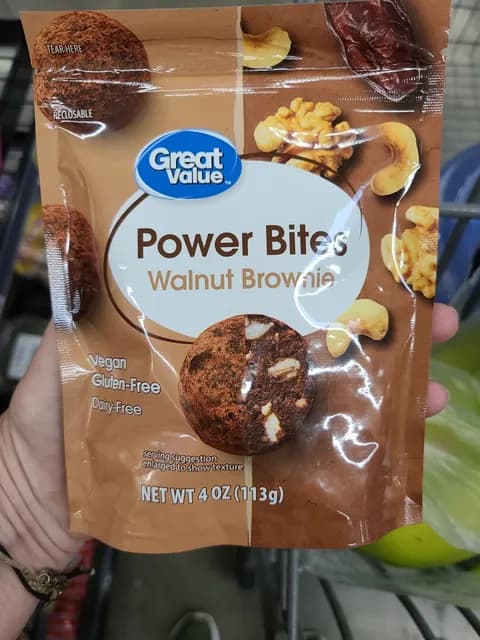 TEAR HERE
RECLOSABLE
Great
Value™
Power Bites
Walnut Brownie
Vegan
Gluten-Free
Dairy-Free
serving suggestion
enlarged to show texture
NET WT 4 OZ (113g)